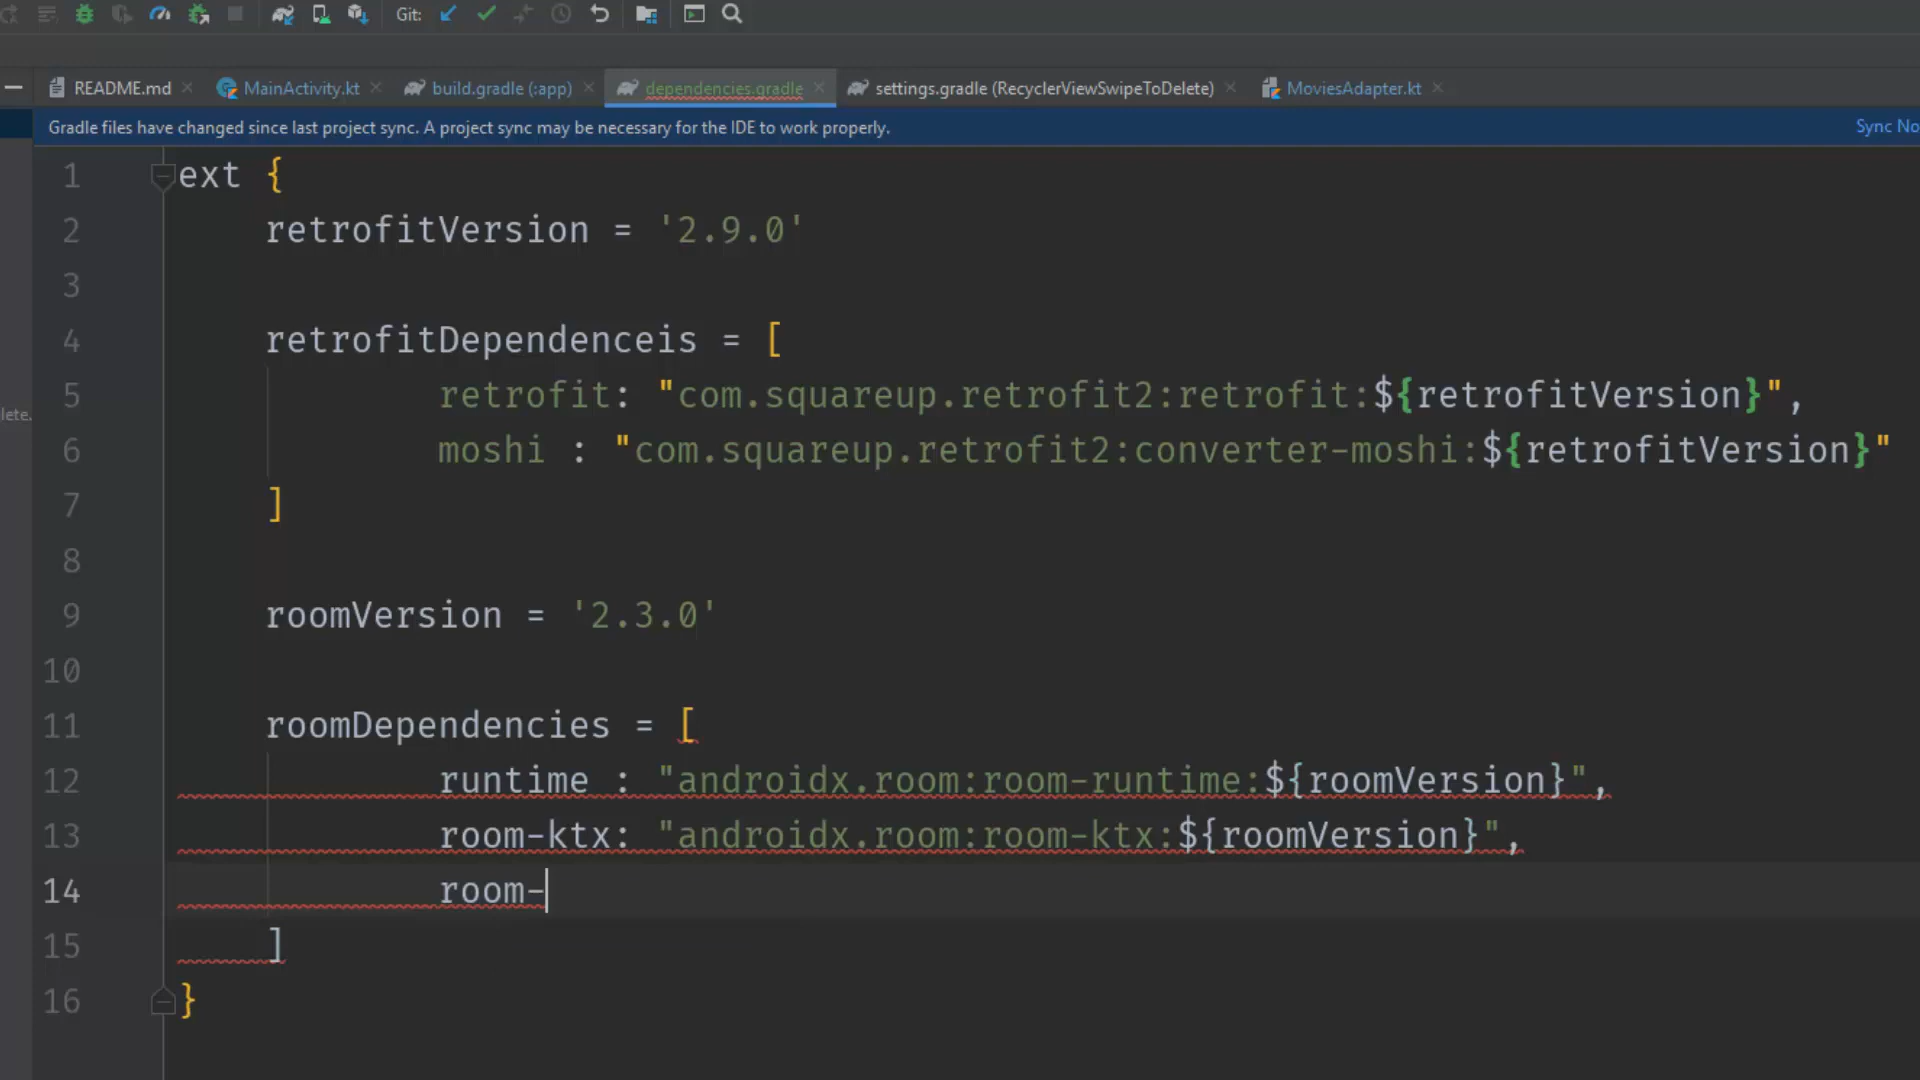 Git:
README.md MainActivity.kt build.gradle (:app) dependencies.gradle settings.gradle (RecyclerViewSwipeToDelete) MoviesAdapter.kt
Gradle files have changed since last project sync. A project sync may be necessary for the IDE to work properly. Sync No
1 ext {
2 retrofitVersion = '2.9.0'
3
4 retrofitDependenceis = [
lete.
5 retrofit: "com.squareup.retrofit2:retrofit:${retrofitVersion}",
6 moshi : "com.squareup.retrofit2:converter-moshi:${retrofitVersion}"
7 ]
8
9 roomVersion = '2.3.0'
10
11 roomDependencies = [
12 runtime : "androidx.room:room-runtime:${roomVersion}",
13 room-ktx: "androidx.room:room-ktx:${roomVersion}",
14 room-
15 ]
16 }